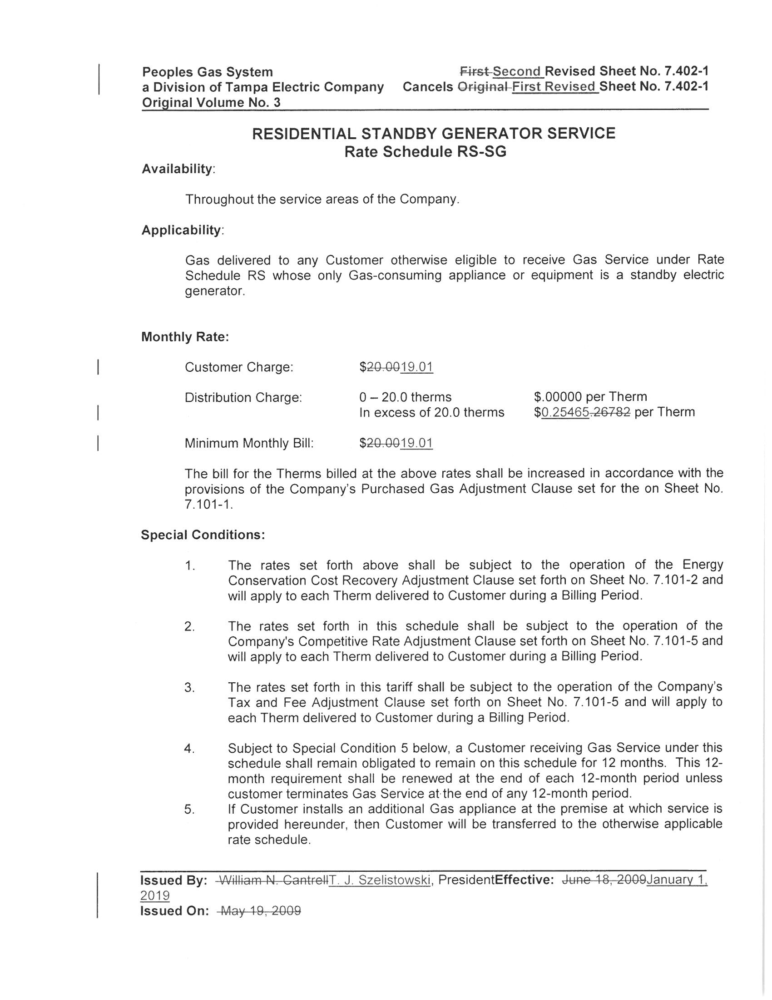 Peoples Gas System First Second Revised Sheet No. 7.402-1
a Division of Tampa Electric Company Cancels Original First Revised Sheet No. 7.402-1
Original Volume No. 3
RESIDENTIAL STANDBY GENERATOR SERVICE
Rate Schedule RS-SG
Availability:
Throughout the service areas of the Company.
Applicability:
Gas delivered to any Customer otherwise eligible to receive Gas Service under Rate
Schedule RS whose only Gas-consuming appliance or equipment is a standby electric
generator.
Monthly Rate:
Customer Charge: $20.0019.01
Distribution Charge: 0 – 20.0 therms $.00000 per Therm
In excess of 20.0 therms $0.25465.26782 per Therm
Minimum Monthly Bill: $20.0019.01
The bill for the Therms billed at the above rates shall be increased in accordance with the
provisions of the Company's Purchased Gas Adjustment Clause set for the on Sheet No.
7.101-1.
Special Conditions:
1. The rates set forth above shall be subject to the operation of the Energy
Conservation Cost Recovery Adjustment Clause set forth on Sheet No. 7.101-2 and
will apply to each Therm delivered to Customer during a Billing Period.
2. The rates set forth in this schedule shall be subject to the operation of the
Company's Competitive Rate Adjustment Clause set forth on Sheet No. 7.101-5 and
will apply to each Therm delivered to Customer during a Billing Period.
3. The rates set forth in this tariff shall be subject to the operation of the Company's
Tax and Fee Adjustment Clause set forth on Sheet No. 7.101-5 and will apply to
each Therm delivered to Customer during a Billing Period.
4. Subject to Special Condition 5 below, a Customer receiving Gas Service under this
schedule shall remain obligated to remain on this schedule for 12 months. This 12-
month requirement shall be renewed at the end of each 12-month period unless
customer terminates Gas Service at the end of any 12-month period.
5. If Customer installs an additional Gas appliance at the premise at which service is
provided hereunder, then Customer will be transferred to the otherwise applicable
rate schedule.
Issued By: William N. CantrellT. J. Szelistowski, PresidentEffective: June 18, 2009January 1,
2019
Issued On: May 19, 2009